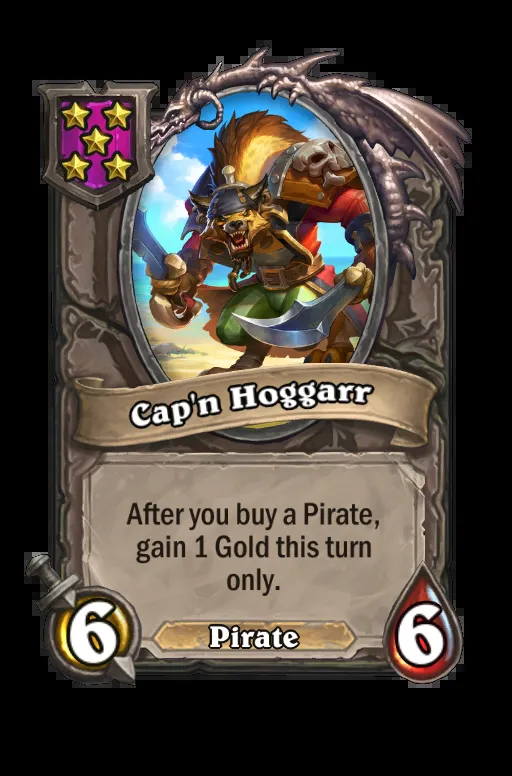 Cap'n Hoggarr
After you buy a Pirate,
gain 1 Gold this turn
only.
6
Pirate
6